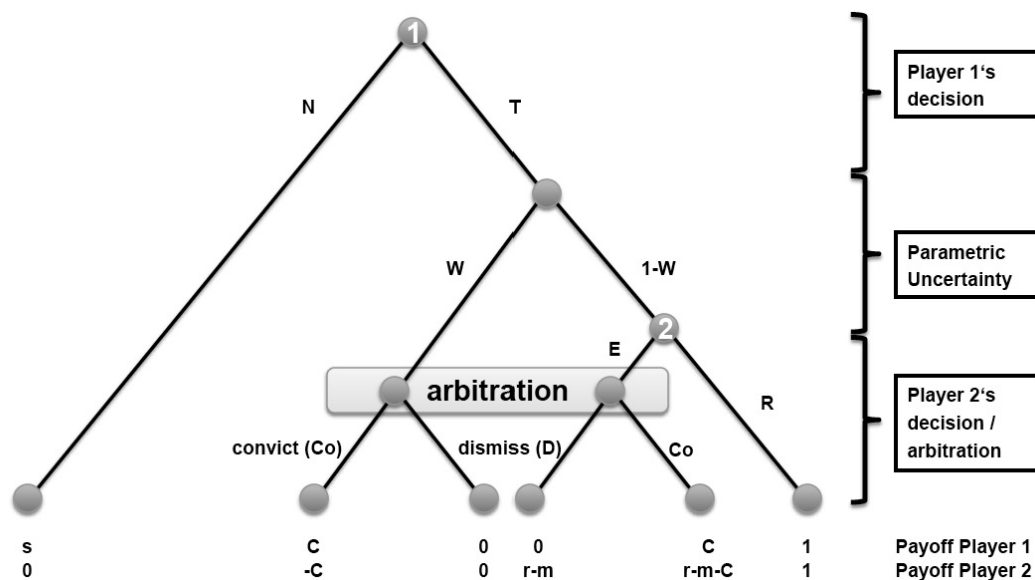 1
Player 1‘s
decision
N
T
W
1-W
Parametric
Uncertainty
2
E
arbitration
R
Player 2‘s
decision /
arbitration
convict (Co)
dismiss (D)
Co
s C 0 0 C 1 Payoff Player 1
0 -C 0 r-m r-m-C 1 Payoff Player 2